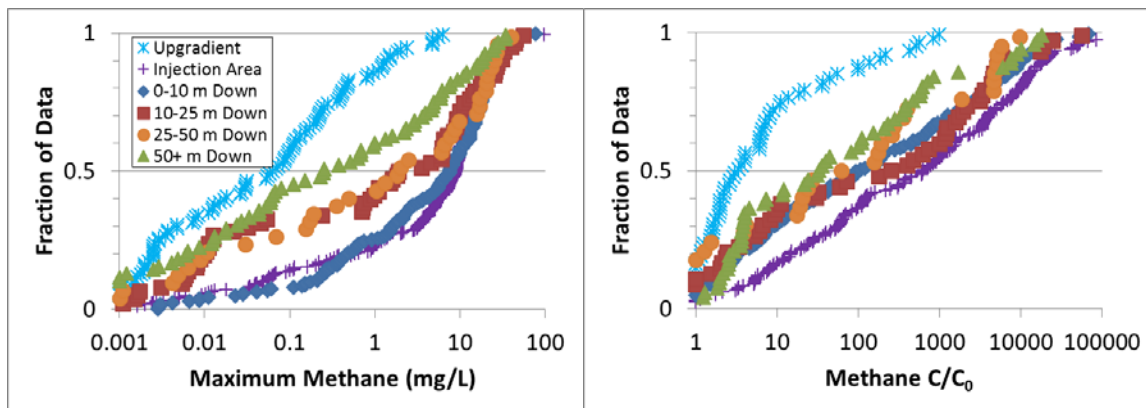 Fraction of Data
1
0.5
0
Upgradient
Injection Area
0-10 m Down
10-25 m Down
25-50 m Down
50+ m Down
0.001 0.01 0.1 1 10 100
Maximum Methane (mg/L)
Fraction of Data
1
0.5
0
1 10 100 1000 10000 100000
Methane C/C₀